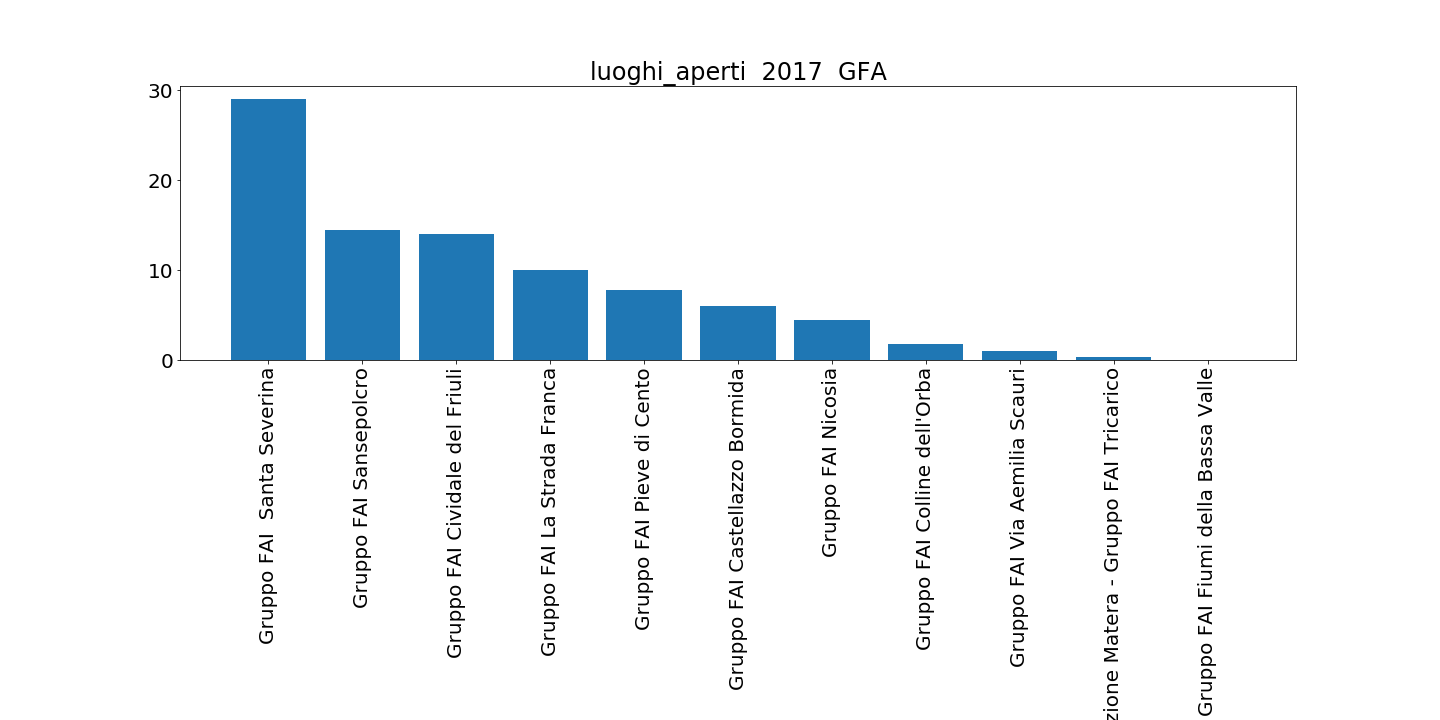 luoghi_aperti  2017  GFA
30
20
10
0
Gruppo FAI  Santa Severina
Gruppo FAI Sansepolcro
Gruppo FAI Cividale del Friuli
Gruppo FAI La Strada Franca
Gruppo FAI Pieve di Cento
Gruppo FAI Castellazzo Bormida
Gruppo FAI Nicosia
Gruppo FAI Colline dell'Orba
Gruppo FAI Via Aemilia Scauri
zione Matera - Gruppo FAI Tricarico
Gruppo FAI Fiumi della Bassa Valle